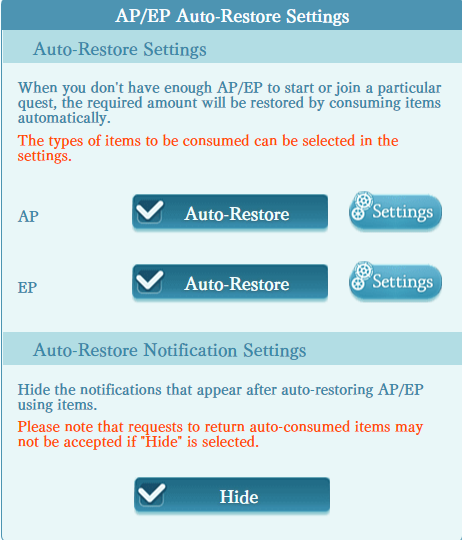 AP/EP Auto-Restore Settings
Auto-Restore Settings
When you don't have enough AP/EP to start or join a particular
quest, the required amount will be restored by consuming items
automatically.
The types of items to be consumed can be selected in the
settings.
AP
Auto-Restore
Settings
EP
Auto-Restore
Settings
Auto-Restore Notification Settings
Hide the notifications that appear after auto-restoring AP/EP
using items.
Please note that requests to return auto-consumed items may
not be accepted if "Hide" is selected.
Hide